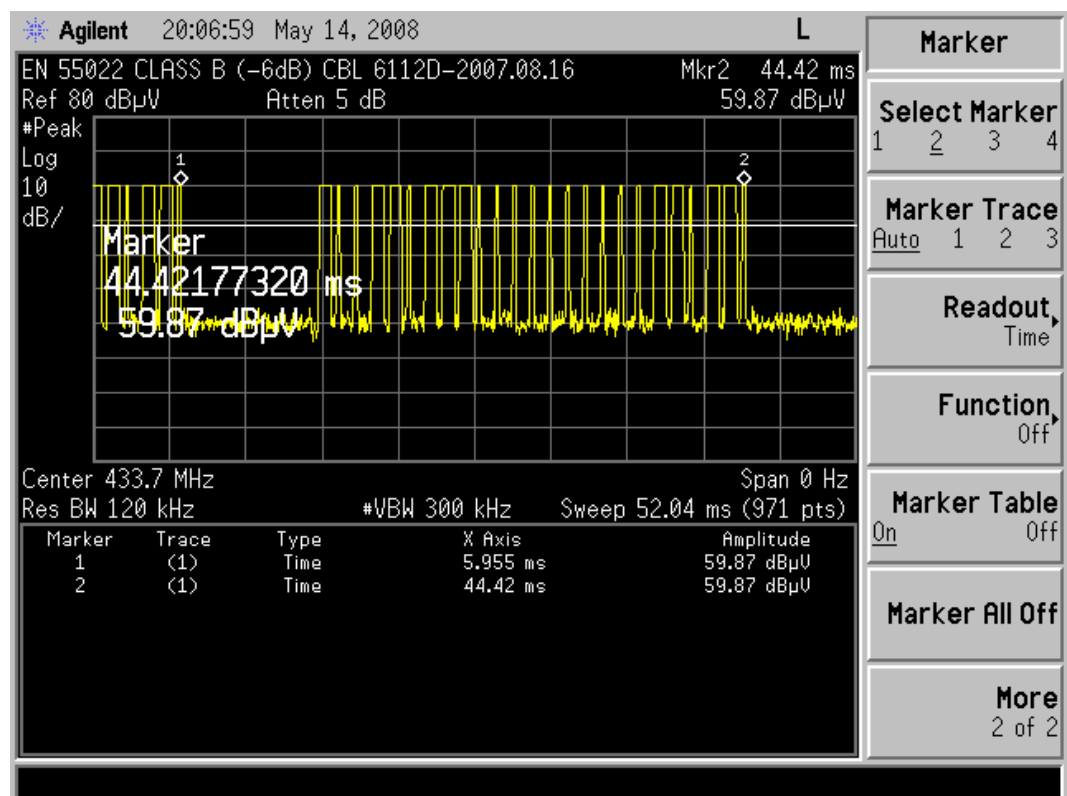 Agilent 20:06:59 May 14, 2008 L
EN 55022 CLASS B (-6dB) CBL 6112D-2007.08.16 Mkr2 44.42 ms
Ref 80 dBµV Atten 5 dB 59.87 dBµV
#Peak
Log
10
dB/
1 2
Marker
44.42177320 ms
59.87 dBµV
Center 433.7 MHz Span 0 Hz
Res BW 120 kHz #VBW 300 kHz Sweep 52.04 ms (971 pts)
Marker Trace Type X Axis Amplitude
1 (1) Time 5.955 ms 59.87 dBµV
2 (1) Time 44.42 ms 59.87 dBµV
Marker
Select Marker
1 2 3 4
Marker Trace
Auto 1 2 3
Readout
Time
Function
Off
Marker Table
On Off
Marker All Off
More
2 of 2